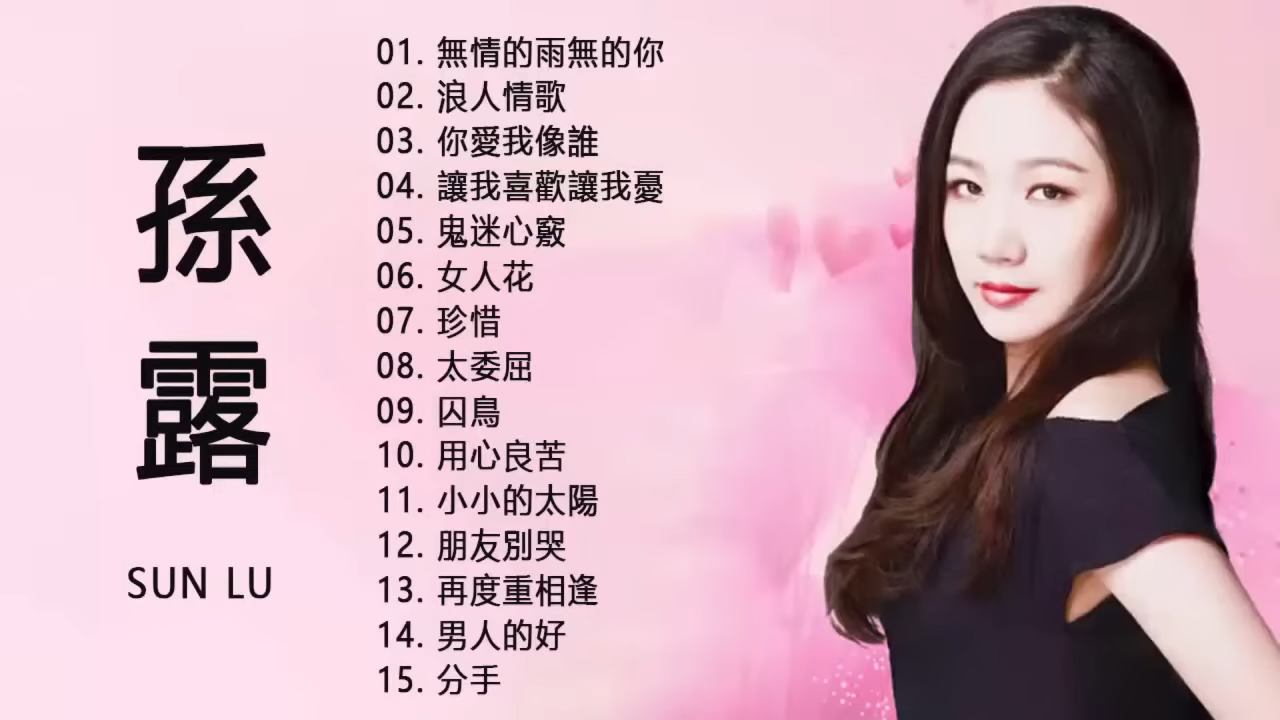 孫
露
SUN LU
01. 無情的雨無的你
02. 浪人情歌
03. 你愛我像誰
04. 讓我喜歡讓我憂
05. 鬼迷心竅
06. 女人花
07. 珍惜
08. 太委屈
09. 囚鳥
10. 用心良苦
11. 小小的太陽
12. 朋友別哭
13. 再度重相逢
14. 男人的好
15. 分手